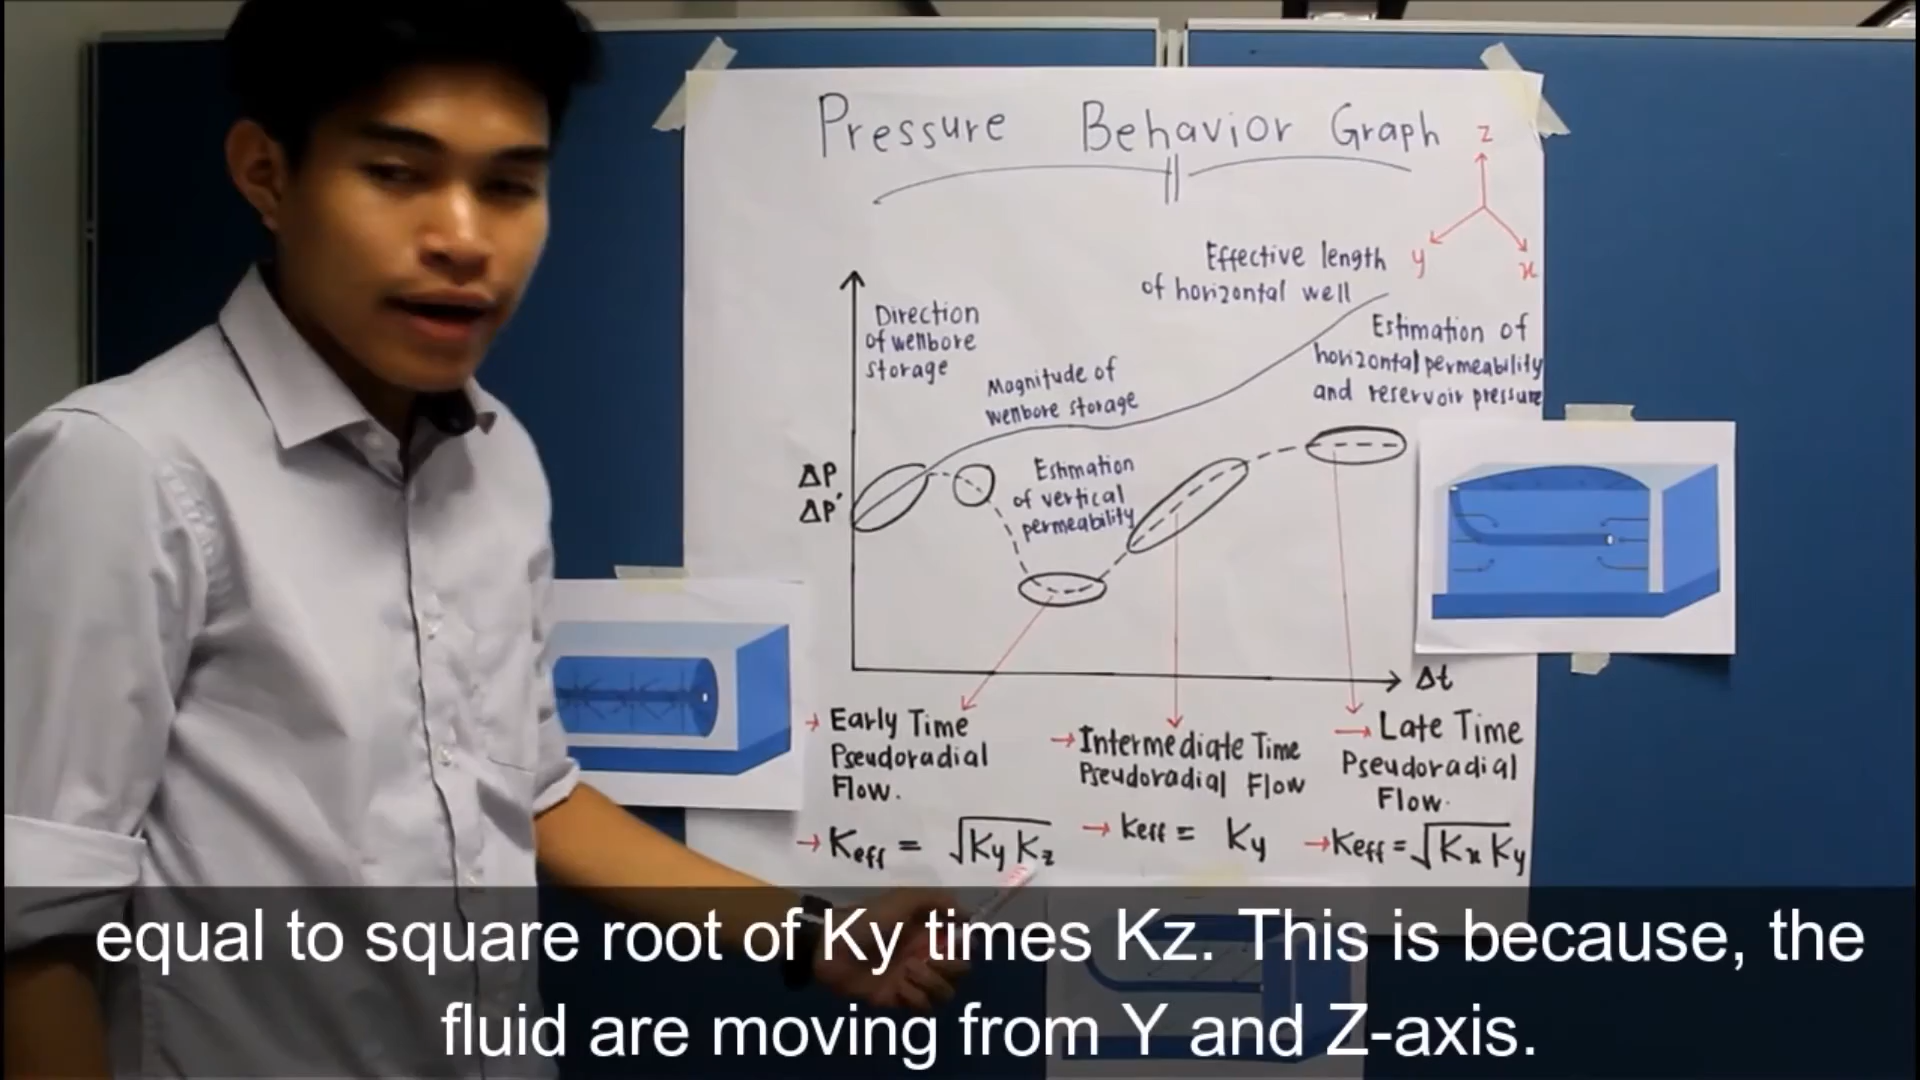 Pressure Behavior Graph
z
y
x
Effective length
of horizontal well
Direction
of wellbore
storage
Magnitude of
wellbore storage
Estimation of
horizontal permeability
and reservoir pressure
Estimation
of vertical
permeability
ΔP
ΔP'
Δt
→ Early Time
Pseudoradial
Flow.
→ Keff = √Ky Kz
→ Intermediate Time
Pseudoradial Flow
→ Keff = Ky
→ Late Time
Pseudoradial
Flow.
→ Keff = √Kx Ky
equal to square root of Ky times Kz. This is because, the
fluid are moving from Y and Z-axis.